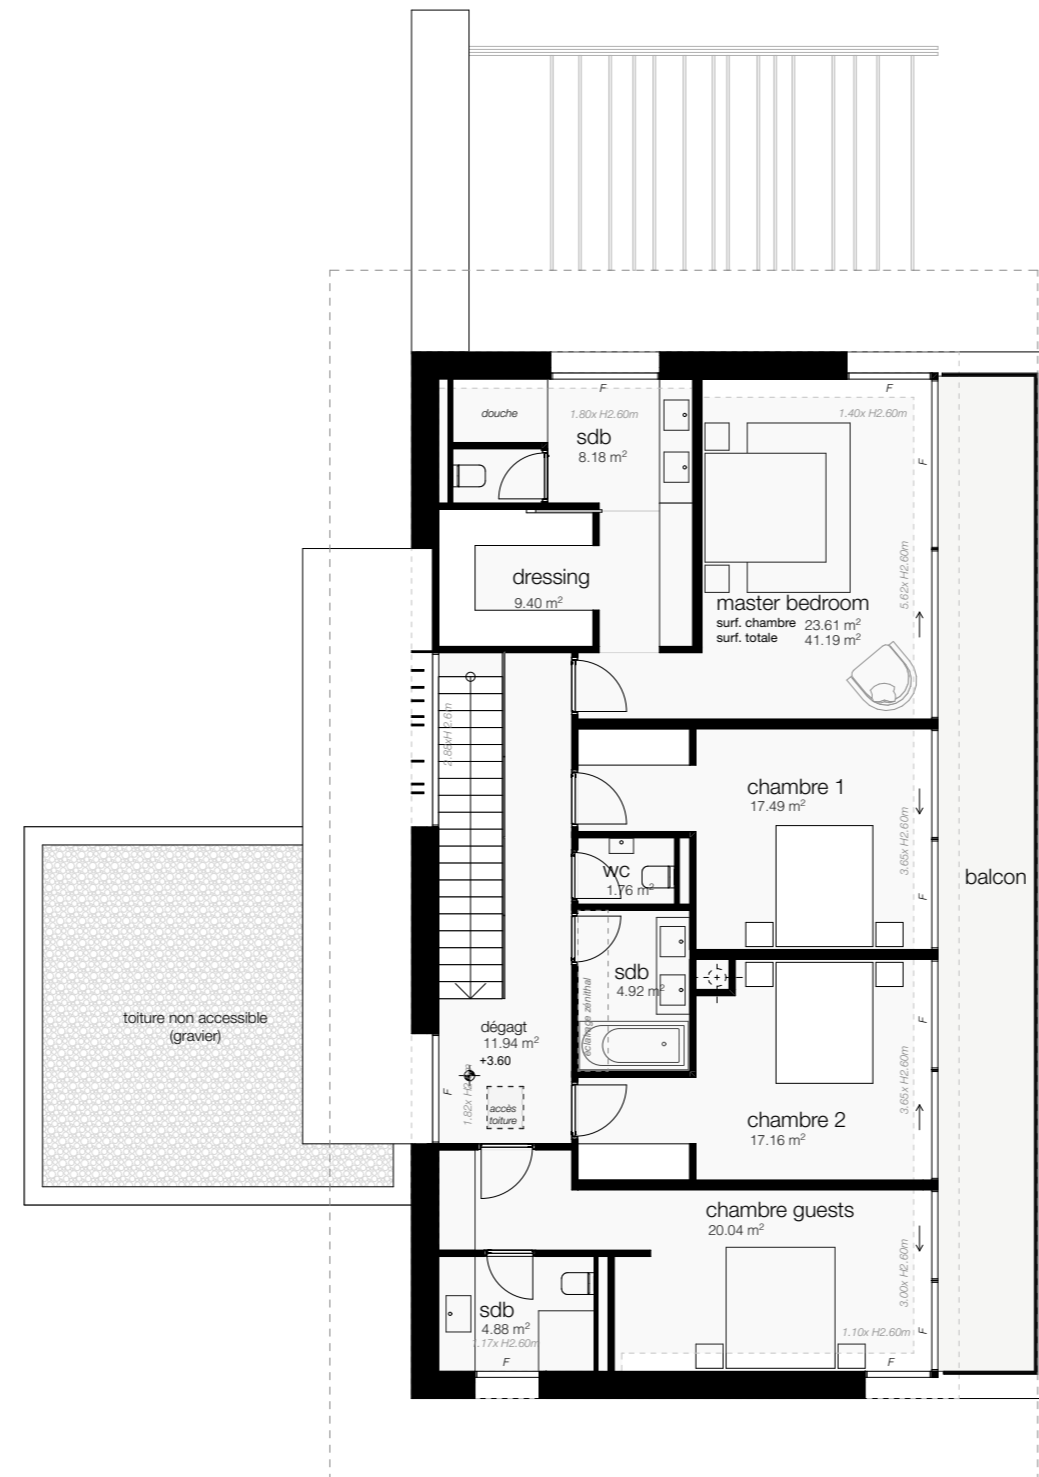 F
F
douche
1.80x H2.60m
1.40x H2.60m
sdb
8.18 m²
F
5.62x H2.60m
dressing
9.40 m²
master bedroom
surf. chambre 23.61 m²
surf. totale 41.19 m²
chambre 1
17.49 m²
3.65x H2.60m
F
wc
1.76 m²
balcon
sdb
4.92 m²
éclairage zénithal
F
toiture non accessible
(gravier)
dégagt
11.94 m²
+3.60
F
accès
toiture
3.65x H2.60m
chambre 2
17.16 m²
chambre guests
20.04 m²
3.00x H2.60m
sdb
4.88 m²
1.17x H2.60m
F
1.10x H2.60m
F
F